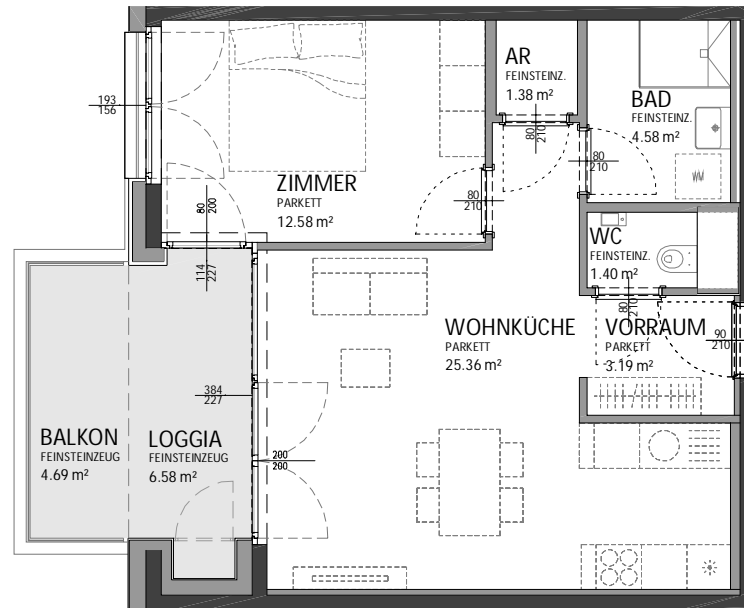 AR
FEINSTEINZ.
1.38 m²
BAD
FEINSTEINZ.
4.58 m²
193
156
80
210
80
210
ZIMMER
PARKETT
12.58 m²
80
210
80
200
WC
FEINSTEINZ.
1.40 m²
114
227
80
210
WOHNKÜCHE
PARKETT
25.36 m²
VORRAUM
PARKETT
3.19 m²
90
210
384
227
BALKON
FEINSTEINZEUG
4.69 m²
LOGGIA
FEINSTEINZEUG
6.58 m²
200
200